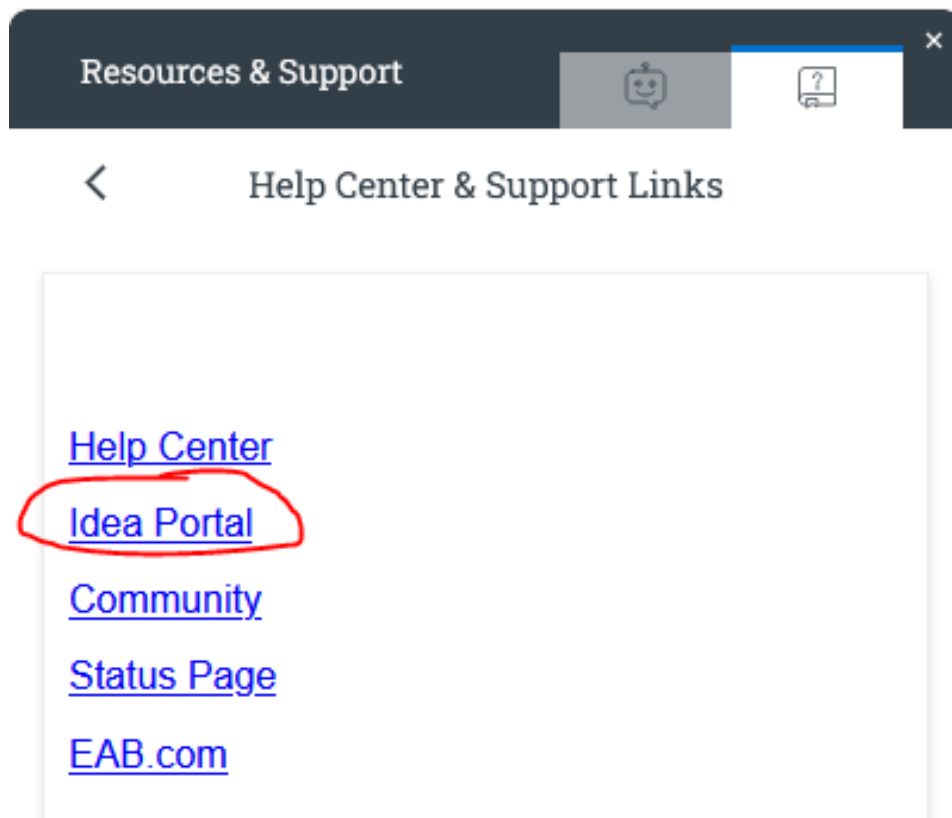 Resources & Support
Help Center & Support Links
Help Center
Idea Portal
Community
Status Page
EAB.com